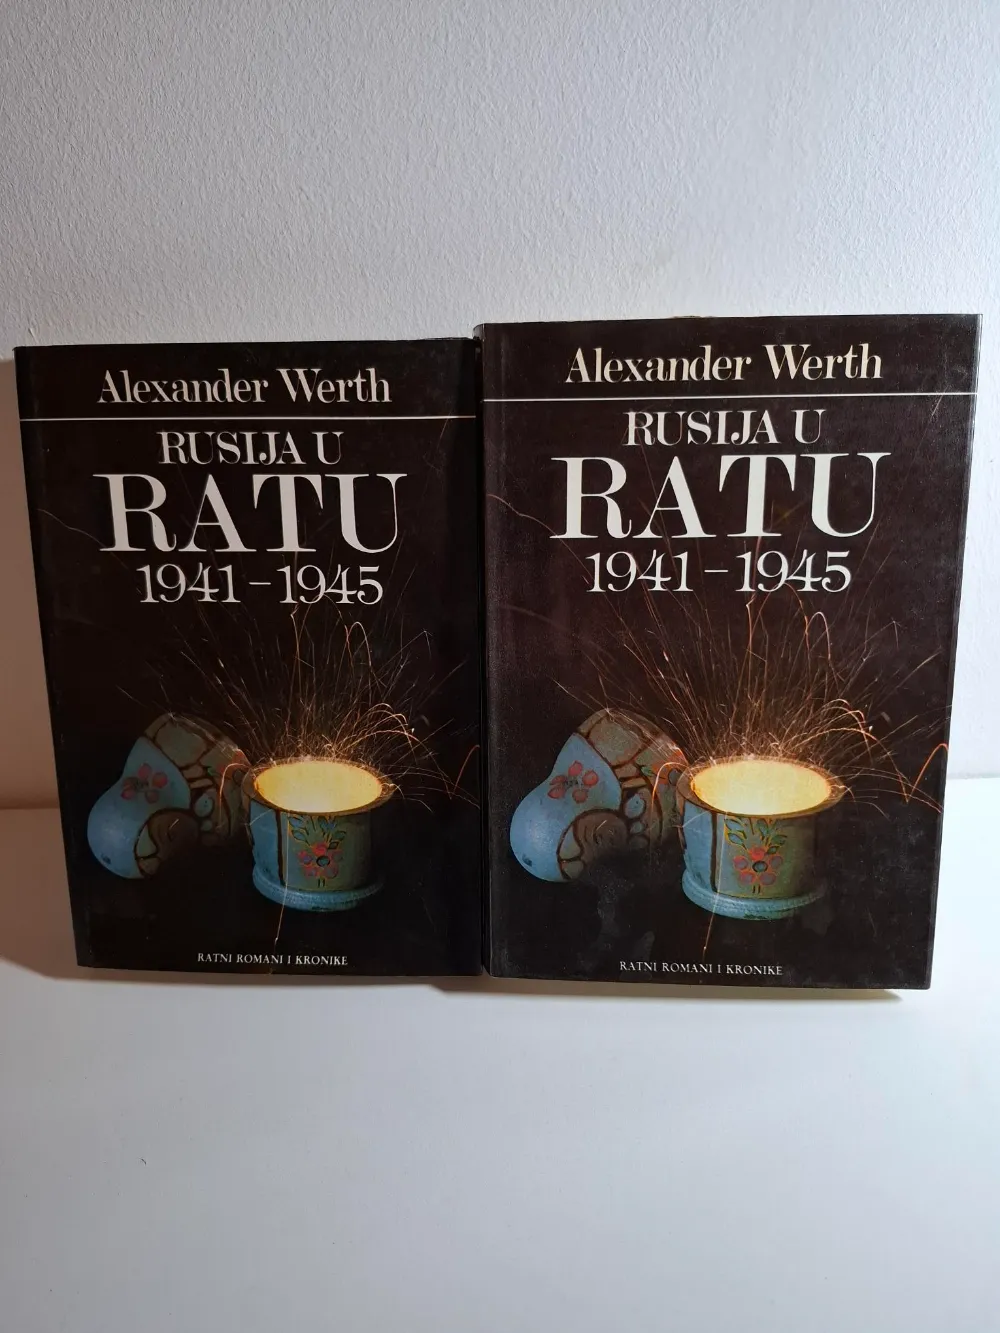 Alexander Werth
RUSIJA U
RATU
1941 – 1945
RATNI ROMANI I KRONIKE
Alexander Werth
RUSIJA U
RATU
1941 – 1945
RATNI ROMANI I KRONIKE